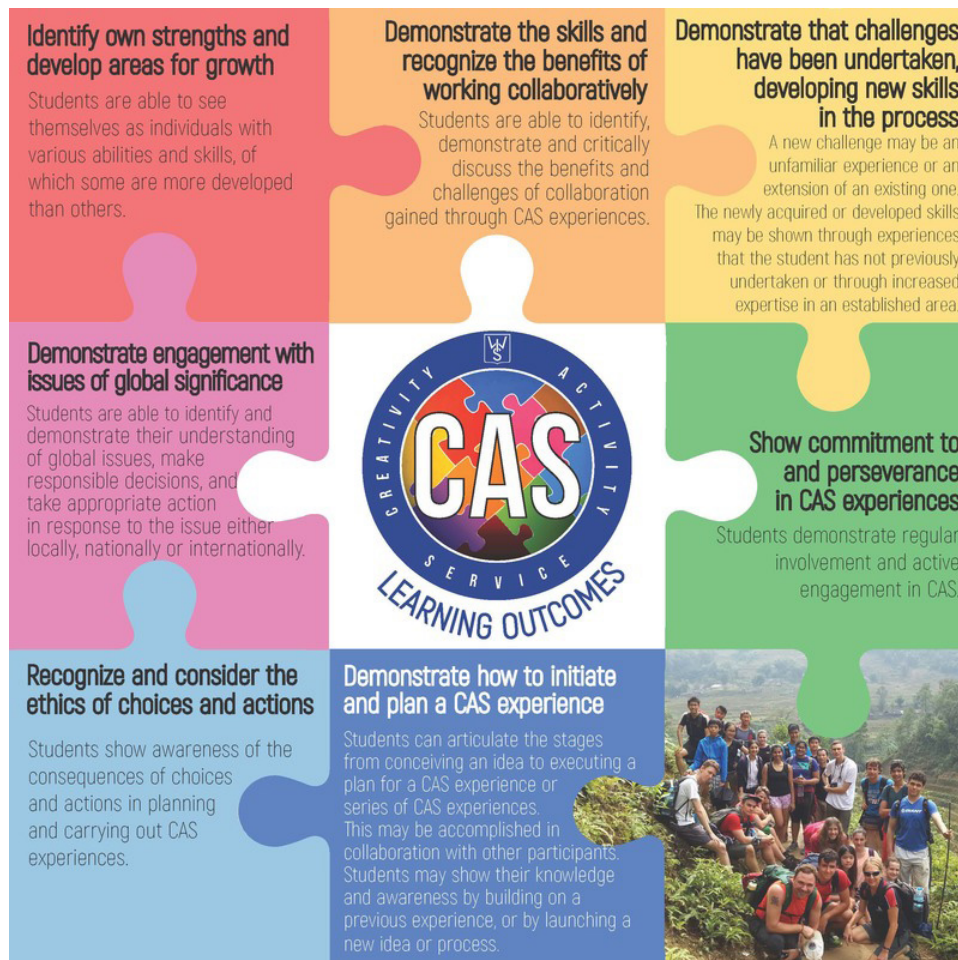 Identify own strengths and
develop areas for growth
Students are able to see
themselves as individuals with
various abilities and skills, of
which some are more developed
than others.
Demonstrate the skills and
recognize the benefits of
working collaboratively
Students are able to identify,
demonstrate and critically
discuss the benefits and
challenges of collaboration
gained through CAS experiences.
Demonstrate that challenges
have been undertaken,
developing new skills
in the process
A new challenge may be an
unfamiliar experience or an
extension of an existing one.
The newly acquired or developed skills
may be shown through experiences
that the student has not previously
undertaken or through increased
expertise in an established area.
Demonstrate engagement with
issues of global significance
Students are able to identify and
demonstrate their understanding
of global issues, make
responsible decisions, and
take appropriate action
in response to the issue either
locally, nationally or internationally.
CREATIVITY
ACTIVITY
SERVICE
CAS
LEARNING OUTCOMES
Show commitment to
and perseverance
in CAS experiences
Students demonstrate regular
involvement and active
engagement in CAS.
Recognize and consider the
ethics of choices and actions
Students show awareness of the
consequences of choices
and actions in planning
and carrying out CAS
experiences.
Demonstrate how to initiate
and plan a CAS experience
Students can articulate the stages
from conceiving an idea to executing a
plan for a CAS experience or
series of CAS experiences.
This may be accomplished in
collaboration with other participants.
Students may show their knowledge
and awareness by building on a
previous experience, or by launching a
new idea or process.